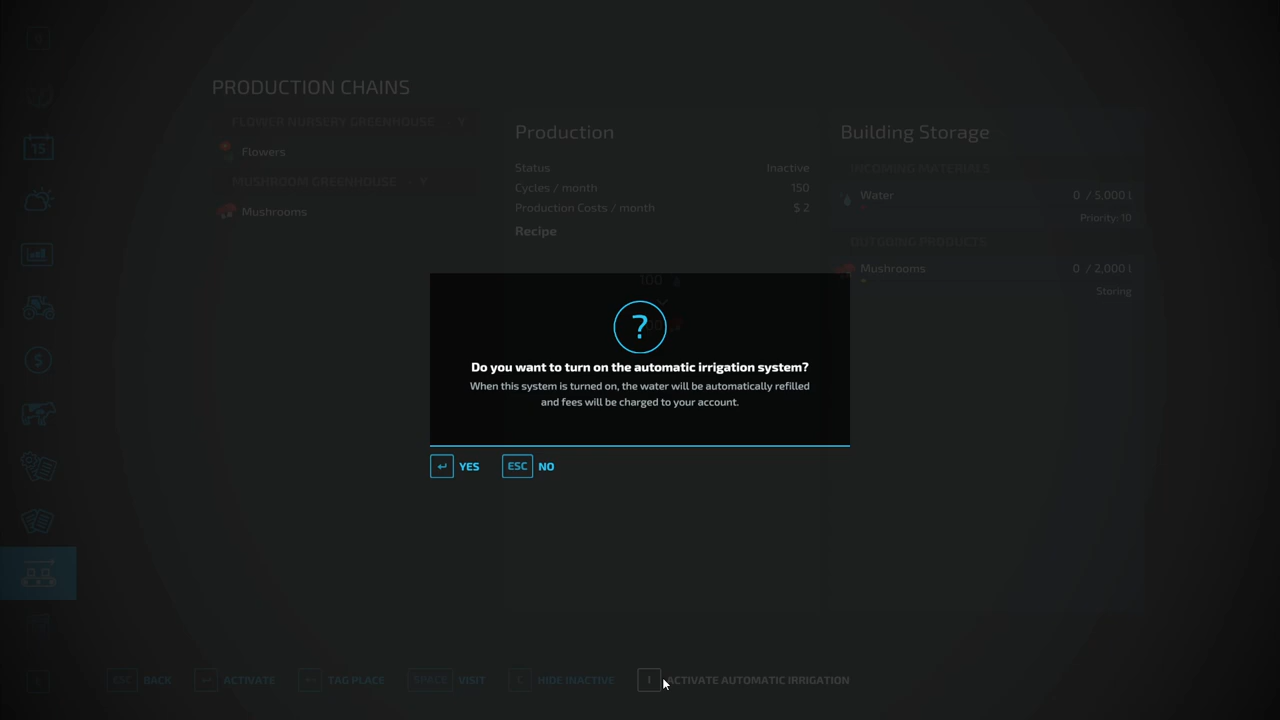 15
PRODUCTION CHAINS
FLOWER NURSERY GREENHOUSE
Flowers
MUSHROOM GREENHOUSE
Mushrooms
Production
Status Inactive
Cycles / month 150
Production Costs / month $ 2
Recipe
100
Building Storage
INCOMING MATERIALS
Water 0 / 5,000 l
Priority: 10
OUTGOING PRODUCTS
Mushrooms 0 / 2,000 l
Storing
?
Do you want to turn on the automatic irrigation system?
When this system is turned on, the water will be automatically refilled
and fees will be charged to your account.
↵ YES ESC NO
ESC BACK ACTIVATE TAG PLACE SPACE VISIT C HIDE INACTIVE I ACTIVATE AUTOMATIC IRRIGATION